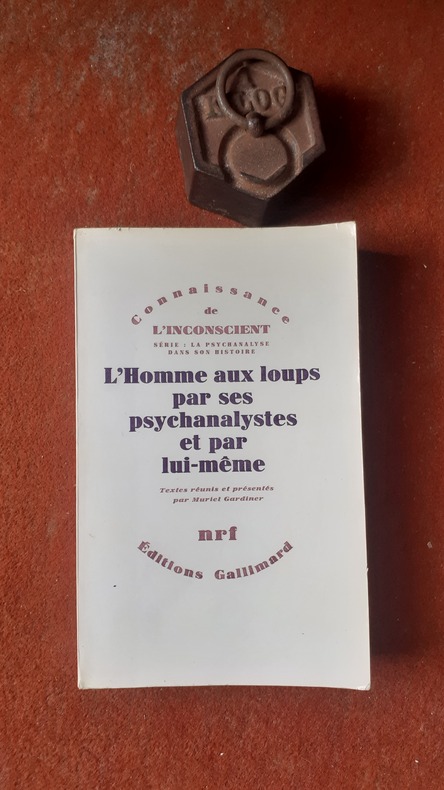 Connaissance
de
L'INCONSCIENT
SÉRIE : LA PSYCHANALYSE
DANS SON HISTOIRE
L'Homme aux loups
par ses
psychanalystes
et par
lui-même
Textes réunis et présentés
par Muriel Gardiner
nrf
Éditions Gallimard